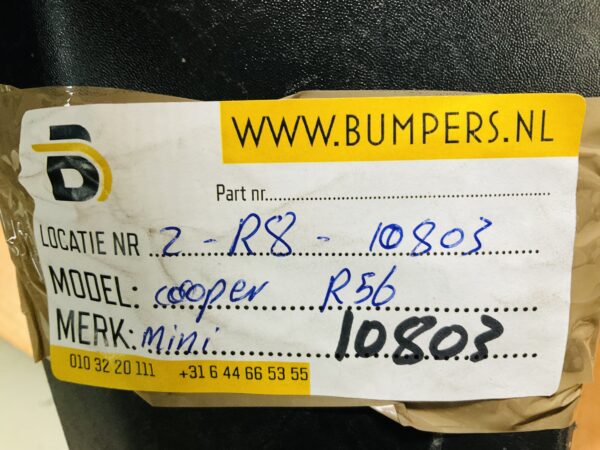 WWW.BUMPERS.NL
B
Part nr.
LOCATIE NR 2 - R8 - 10803
MODEL: cooper R56
MERK: mini 10803
010 32 20 111 +31 6 44 66 53 55